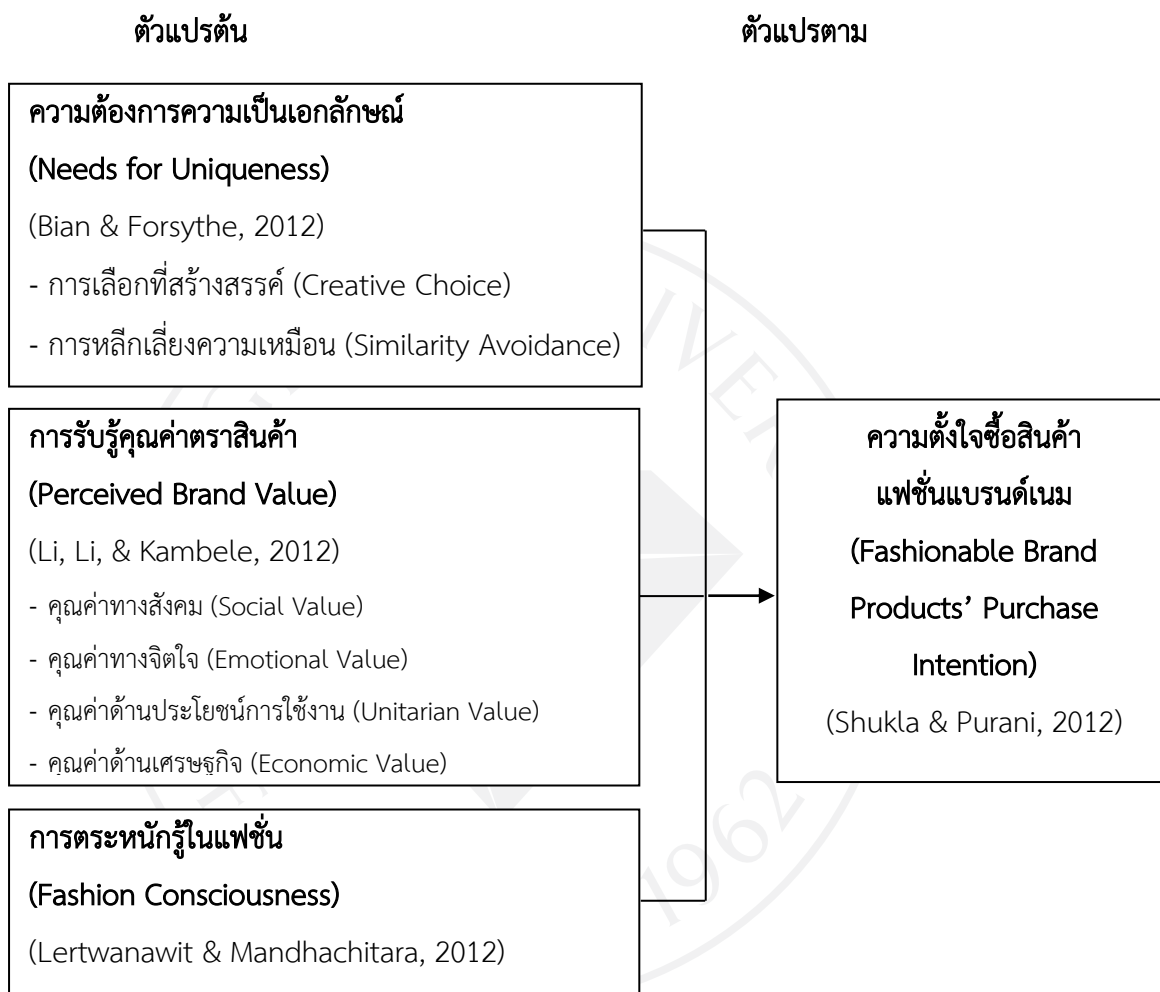 ตัวแปรต้น
ตัวแปรตาม
ความต้องการความเป็นเอกลักษณ์
(Needs for Uniqueness)
(Bian & Forsythe, 2012)
- การเลือกที่สร้างสรรค์ (Creative Choice)
- การหลีกเลี่ยงความเหมือน (Similarity Avoidance)
การรับรู้คุณค่าตราสินค้า
(Perceived Brand Value)
(Li, Li, & Kambele, 2012)
- คุณค่าทางสังคม (Social Value)
- คุณค่าทางจิตใจ (Emotional Value)
- คุณค่าด้านประโยชน์การใช้งาน (Unitarian Value)
- คุณค่าด้านเศรษฐกิจ (Economic Value)
การตระหนักรู้ในแฟชั่น
(Fashion Consciousness)
(Lertwanawit & Mandhachitara, 2012)
ความตั้งใจซื้อสินค้า
แฟชั่นแบรนด์เนม
(Fashionable Brand
Products’ Purchase
Intention)
(Shukla & Purani, 2012)
1962